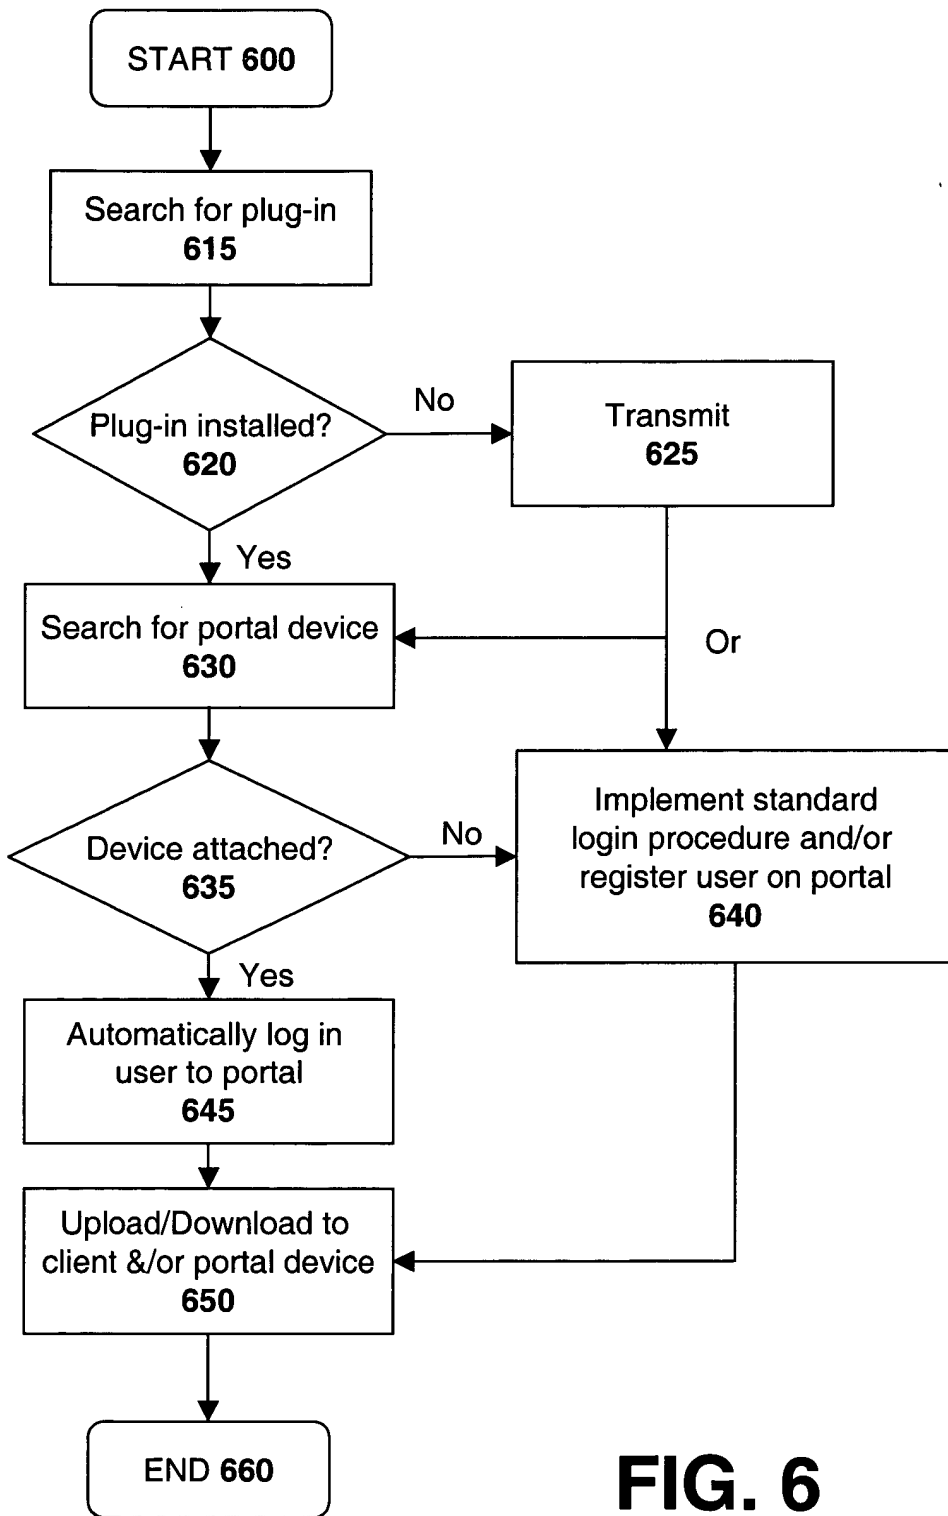 START 600
Search for plug-in
615
Plug-in installed?
620
No
Transmit
625
Yes
Search for portal device
630
Or
Device attached?
635
No
Implement standard
login procedure and/or
register user on portal
640
Yes
Automatically log in
user to portal
645
Upload/Download to
client &/or portal device
650
END 660
FIG. 6